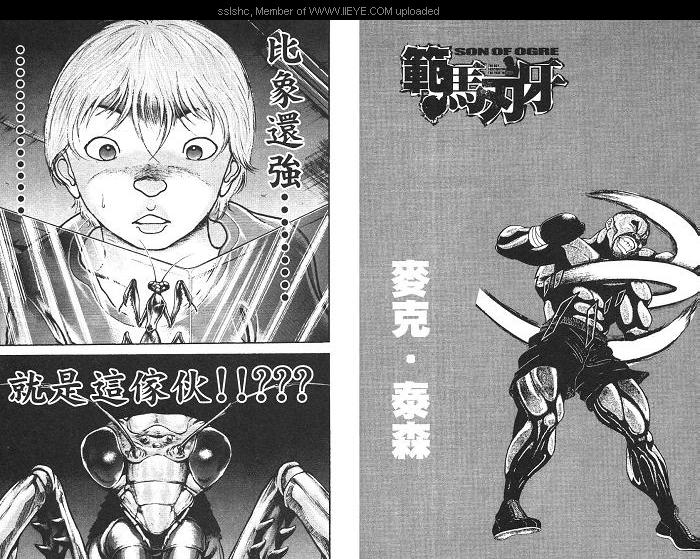 sslshc, Member of WWW.IIEYE.COM uploaded
SON OF OGRE
範馬刃牙
比象還強……………
………………
麥克·泰森
就是這傢伙!!???